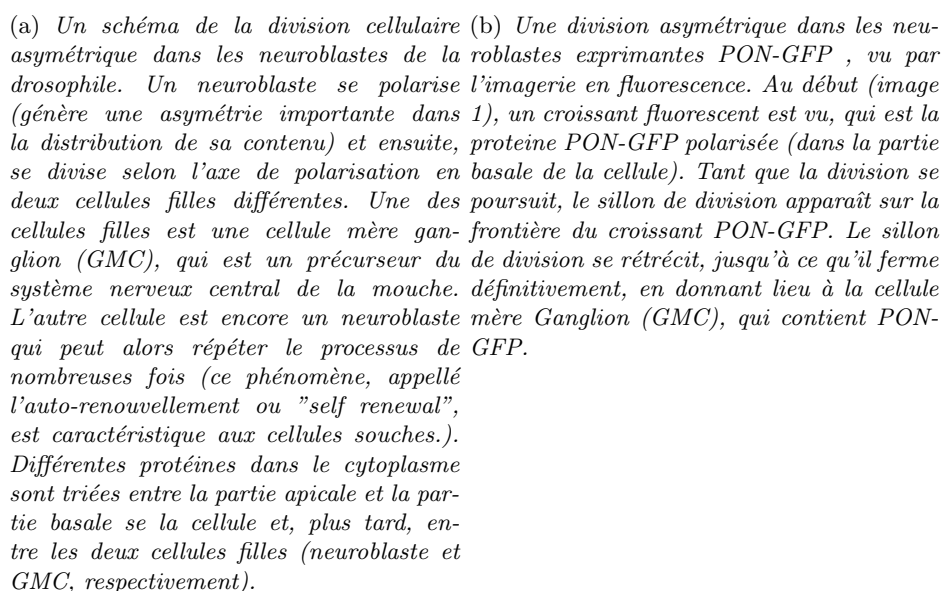 (a) Un schéma de la division cellulaire
asymétrique dans les neuroblastes de la
drosophile. Un neuroblaste se polarise
(génère une asymétrie importante dans
la distribution de sa contenu) et ensuite,
se divise selon l'axe de polarisation en
deux cellules filles différentes. Une des
cellules filles est une cellule mère gan-
glion (GMC), qui est un précurseur du
système nerveux central de la mouche.
L'autre cellule est encore un neuroblaste
qui peut alors répéter le processus de
nombreuses fois (ce phénomène, appellé
l'auto-renouvellement ou "self renewal",
est caractéristique aux cellules souches.).
Différentes protéines dans le cytoplasme
sont triées entre la partie apicale et la par-
tie basale se la cellule et, plus tard, en-
tre les deux cellules filles (neuroblaste et
GMC, respectivement).
(b) Une division asymétrique dans les neu-
roblastes exprimantes PON-GFP , vu par
l'imagerie en fluorescence. Au début (image
1), un croissant fluorescent est vu, qui est la
proteine PON-GFP polarisée (dans la partie
basale de la cellule). Tant que la division se
poursuit, le sillon de division apparaît sur la
frontière du croissant PON-GFP. Le sillon
de division se rétrécit, jusqu'à ce qu'il ferme
définitivement, en donnant lieu à la cellule
mère Ganglion (GMC), qui contient PON-
GFP.